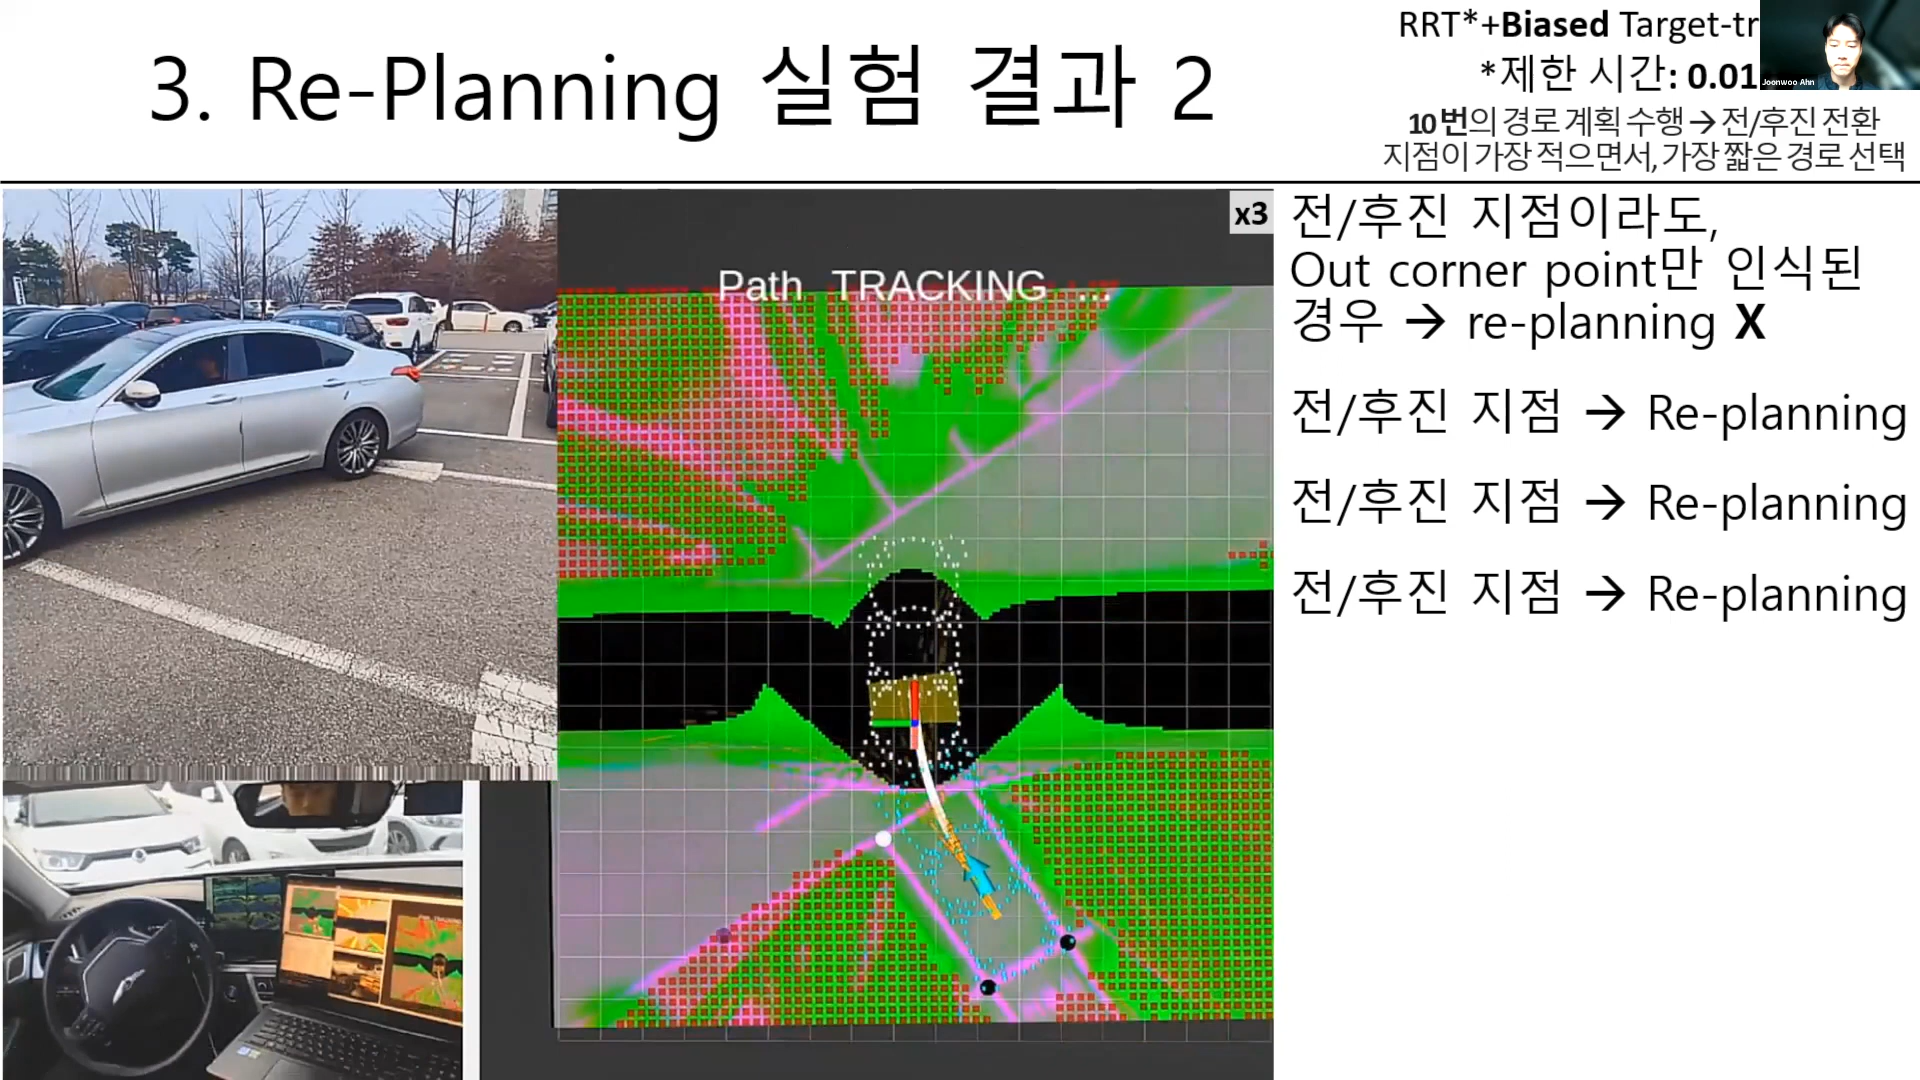 3. Re-Planning 실험 결과 2
RRT*+Biased Target-tr
*제한 시간: 0.01
10번의 경로 계획 수행 → 전/후진 전환
지점이 가장 적으면서, 가장 짧은 경로 선택
Joonwoo Ahn
x3
Path TRACKING ...
전/후진 지점이라도,
Out corner point만 인식된
경우 → re-planning X
전/후진 지점 → Re-planning
전/후진 지점 → Re-planning
전/후진 지점 → Re-planning